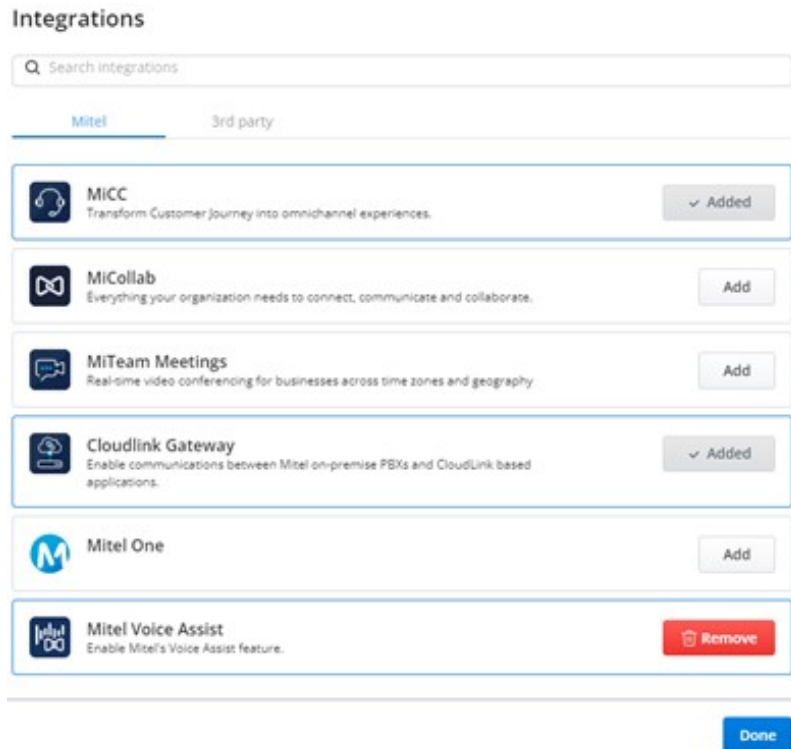 Integrations
Search integrations
Mitel 3rd party
MiCC
Transform Customer Journey into omnichannel experiences.
Added
MiCollab
Everything your organization needs to connect, communicate and collaborate.
Add
MiTeam Meetings
Real-time video conferencing for businesses across time zones and geography
Add
Cloudlink Gateway
Enable communications between Mitel on-premise PBXs and CloudLink based
applications.
Added
Mitel One
Add
Mitel Voice Assist
Enable Mitel's Voice Assist feature.
Remove
Done